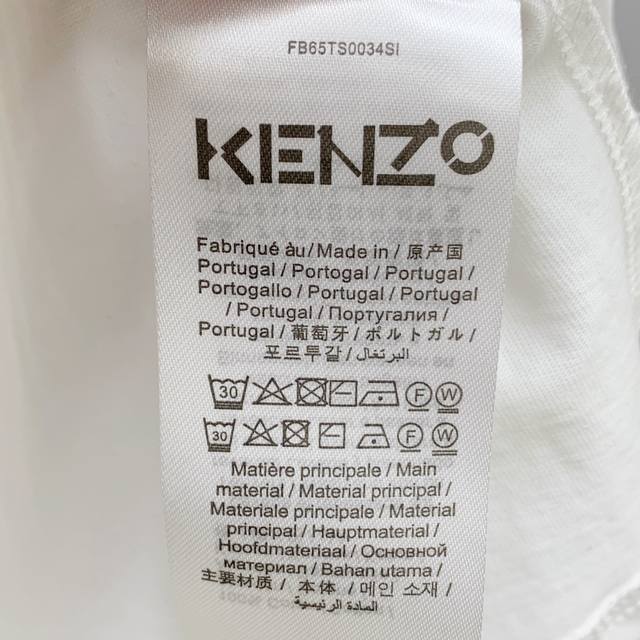 FB65TS0034SI
KENZO
Fabriqué àu/Made in/原产国
Portugal/Portogal/Portugal/
Portogallo/Portugal/Portugal
/Portugal/Португалия/
Portugal/葡萄牙/ポルトガル/
포르투갈/البرتغال/
30 F W
30 F W
Matière principale/Main
material/Material principal/
Materiale principale/Material
principal/Hauptmaterial/
Hoofdmateriaal/Основной
материал/Bahan utama/
主要材质/本体/메인 소재/
المادة الرئيسية